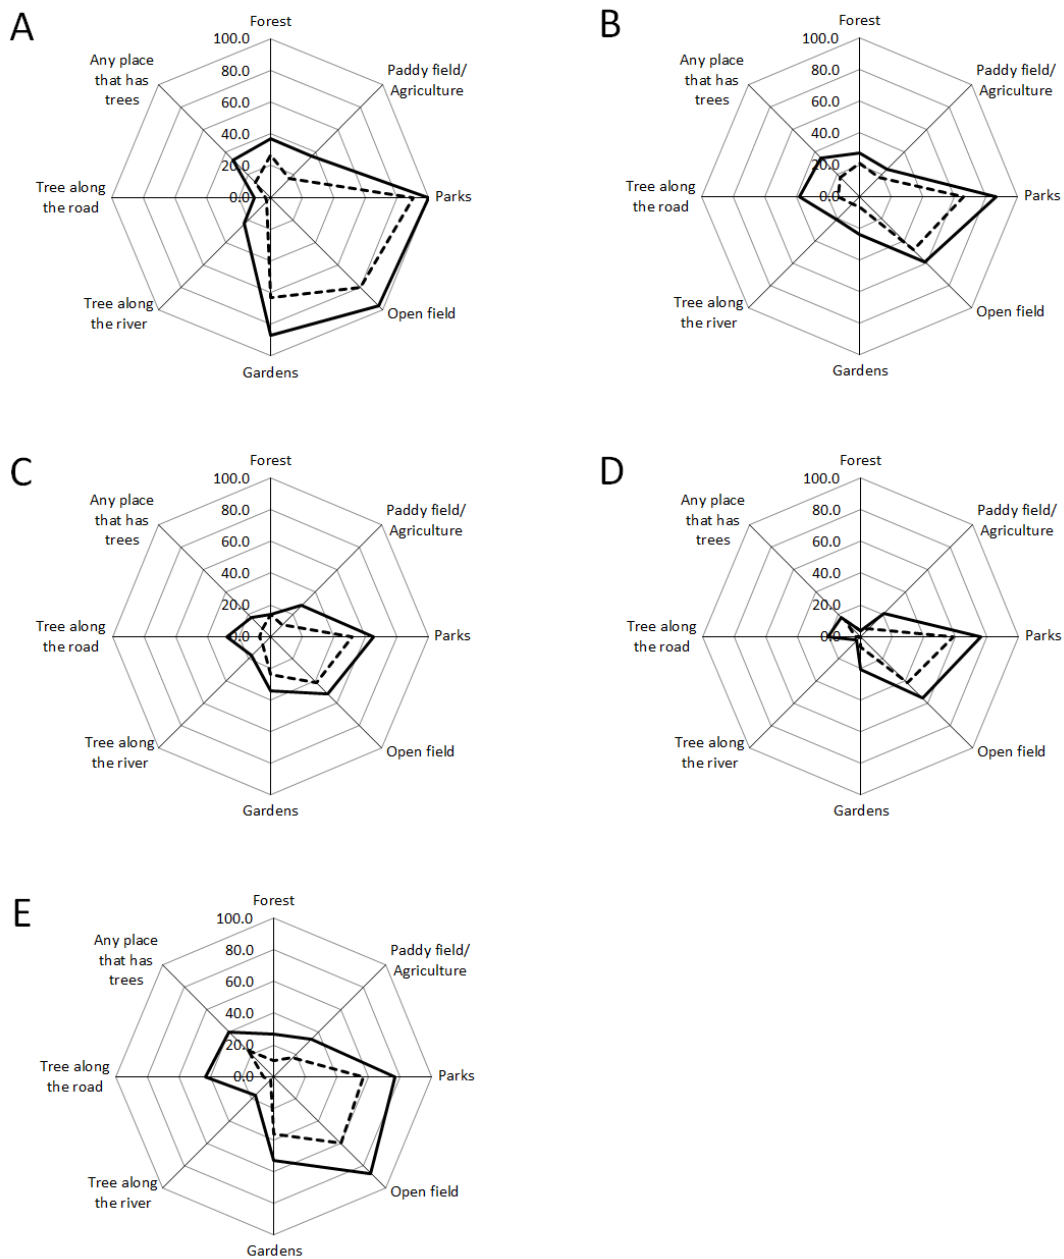 A
Forest
100.0
80.0
60.0
40.0
20.0
0.0
Any place
that has
trees
Paddy field/
Agriculture
Tree along
the road
Parks
Tree along
the river
Open field
Gardens
B
Forest
100.0
80.0
60.0
40.0
20.0
0.0
Any place
that has
trees
Paddy field/
Agriculture
Tree along
the road
Parks
Tree along
the river
Open field
Gardens
C
Forest
100.0
80.0
60.0
40.0
20.0
0.0
Any place
that has
trees
Paddy field/
Agriculture
Tree along
the road
Parks
Tree along
the river
Open field
Gardens
D
Forest
100.0
80.0
60.0
40.0
20.0
0.0
Any place
that has
trees
Paddy field/
Agriculture
Tree along
the road
Parks
Tree along
the river
Open field
Gardens
E
Forest
100.0
80.0
60.0
40.0
20.0
0.0
Any place
that has
trees
Paddy field/
Agriculture
Tree along
the road
Parks
Tree along
the river
Open field
Gardens